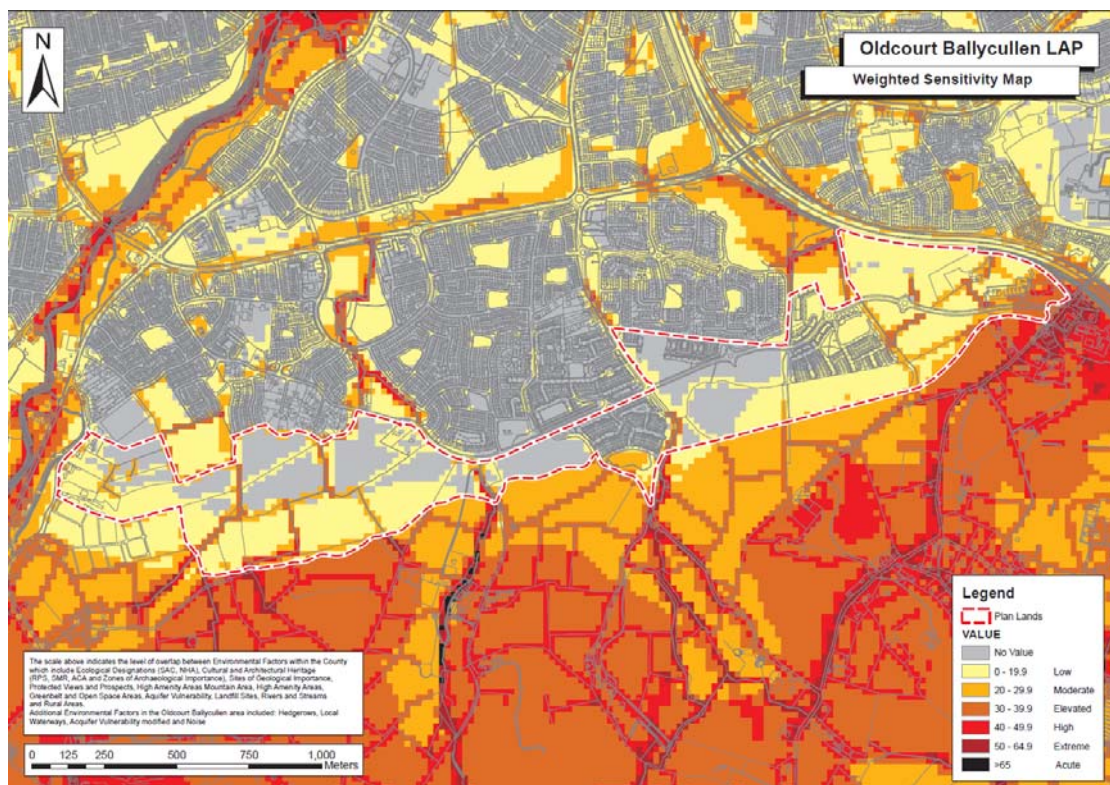 N
Oldcourt Ballycullen LAP
Weighted Sensitivity Map
Legend
Plan Lands
VALUE
No Value
0 - 19.9 Low
20 - 29.9 Moderate
30 - 39.9 Elevated
40 - 49.9 High
50 - 64.9 Extreme
>65 Acute
The scale above indicates the level of overlap between Environmental Factors within the County
which include Ecological Designations (SAC, NHA), Cultural and Architectural Heritage
(RPS, SMR, ACA and Zones of Archaeological Importance), Sites of Geological Importance,
Protected Views and Prospects, High Amenity Areas Mountain Area, High Amenity Areas,
Greenbelt and Open Space Areas, Aquifer Vulnerability, Landfill Sites, Rivers and Streams
and Rural Areas.
Additional Environmental Factors in the Oldcourt Ballycullen area included: Hedgerows, Local
Waterways, Acquifer Vulnerability modified and Noise
0 125 250 500 750 1,000
Meters